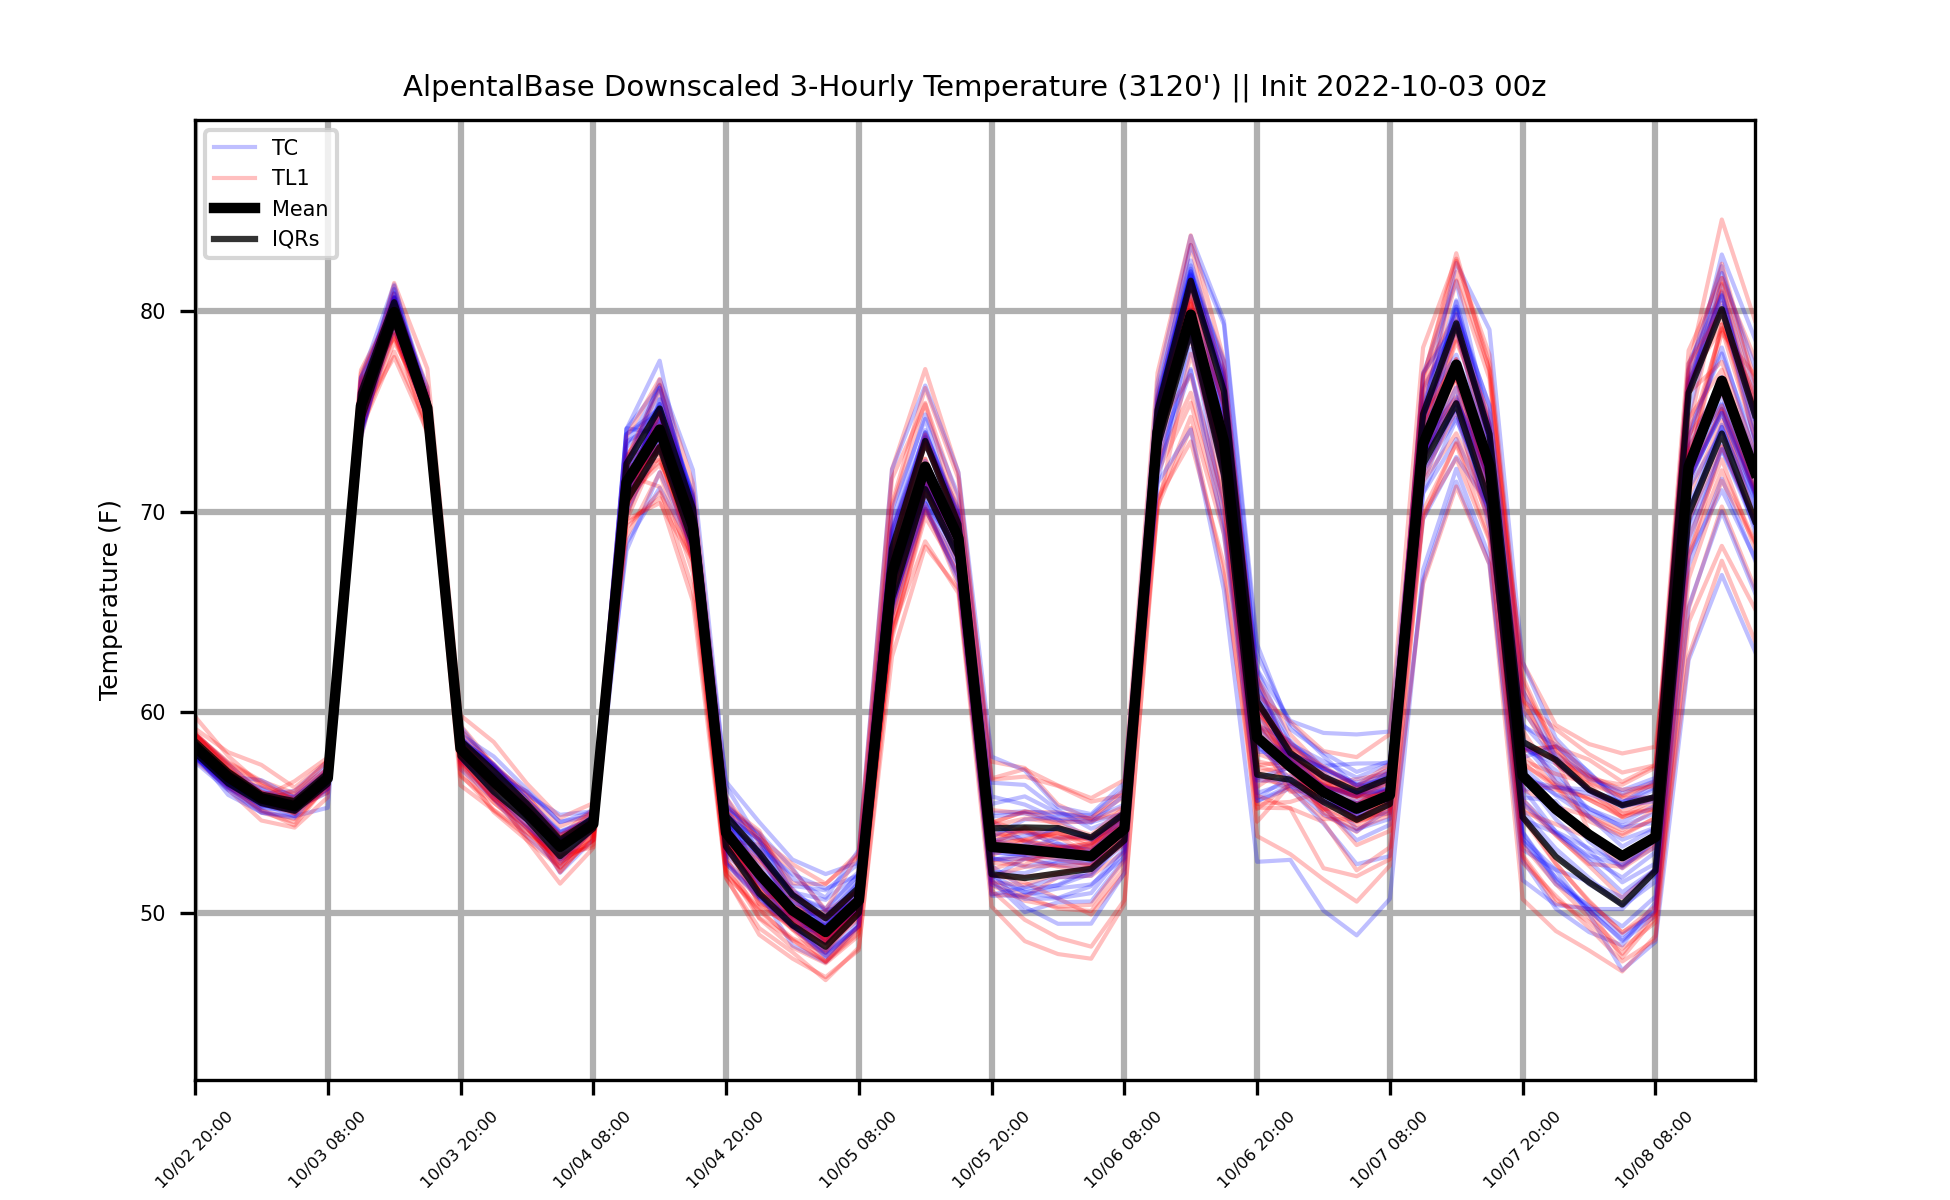 AlpentalBase Downscaled 3-Hourly Temperature (3120') || Init 2022-10-03 00z
TC
TL1
Mean
IQRs
Temperature (F)
80
70
60
50
10/02 20:00
10/03 08:00
10/03 20:00
10/04 08:00
10/04 20:00
10/05 08:00
10/05 20:00
10/06 08:00
10/06 20:00
10/07 08:00
10/07 20:00
10/08 08:00